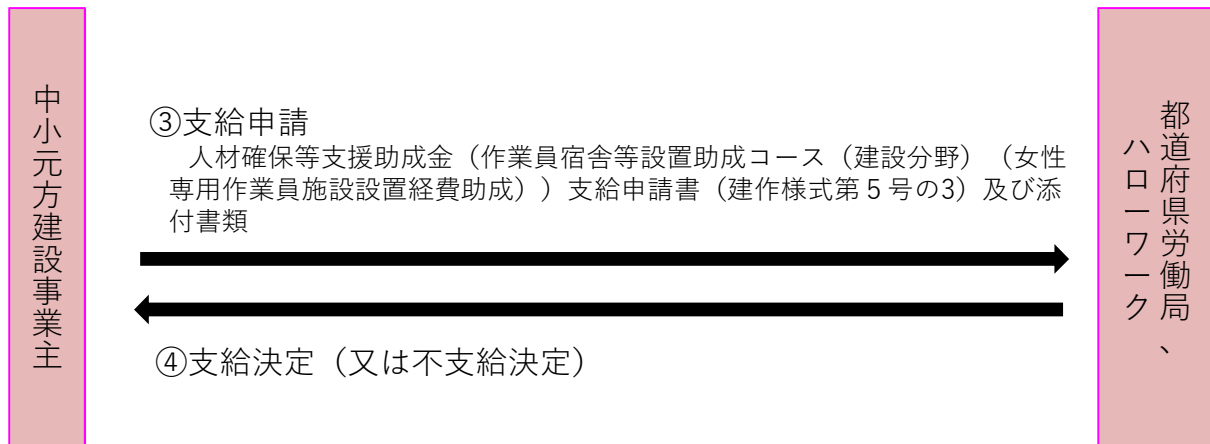 中小元方建設事業主
③支給申請
人材確保等支援助成金（作業員宿舎等設置助成コース（建設分野）（女性
専用作業員施設設置経費助成））支給申請書（建作様式第５号の3）及び添
付書類
④支給決定（又は不支給決定）
都道府県労働局、
ハローワーク